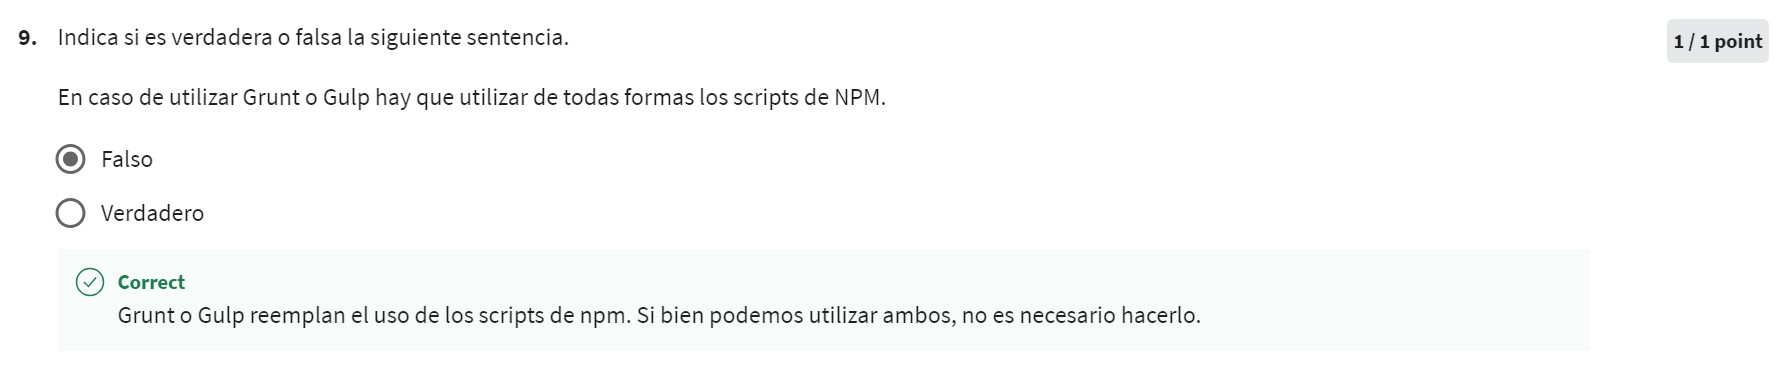 9. Indica si es verdadera o falsa la siguiente sentencia.
1 / 1 point
En caso de utilizar Grunt o Gulp hay que utilizar de todas formas los scripts de NPM.
Falso
Verdadero
Correct
Grunt o Gulp reemplan el uso de los scripts de npm. Si bien podemos utilizar ambos, no es necesario hacerlo.